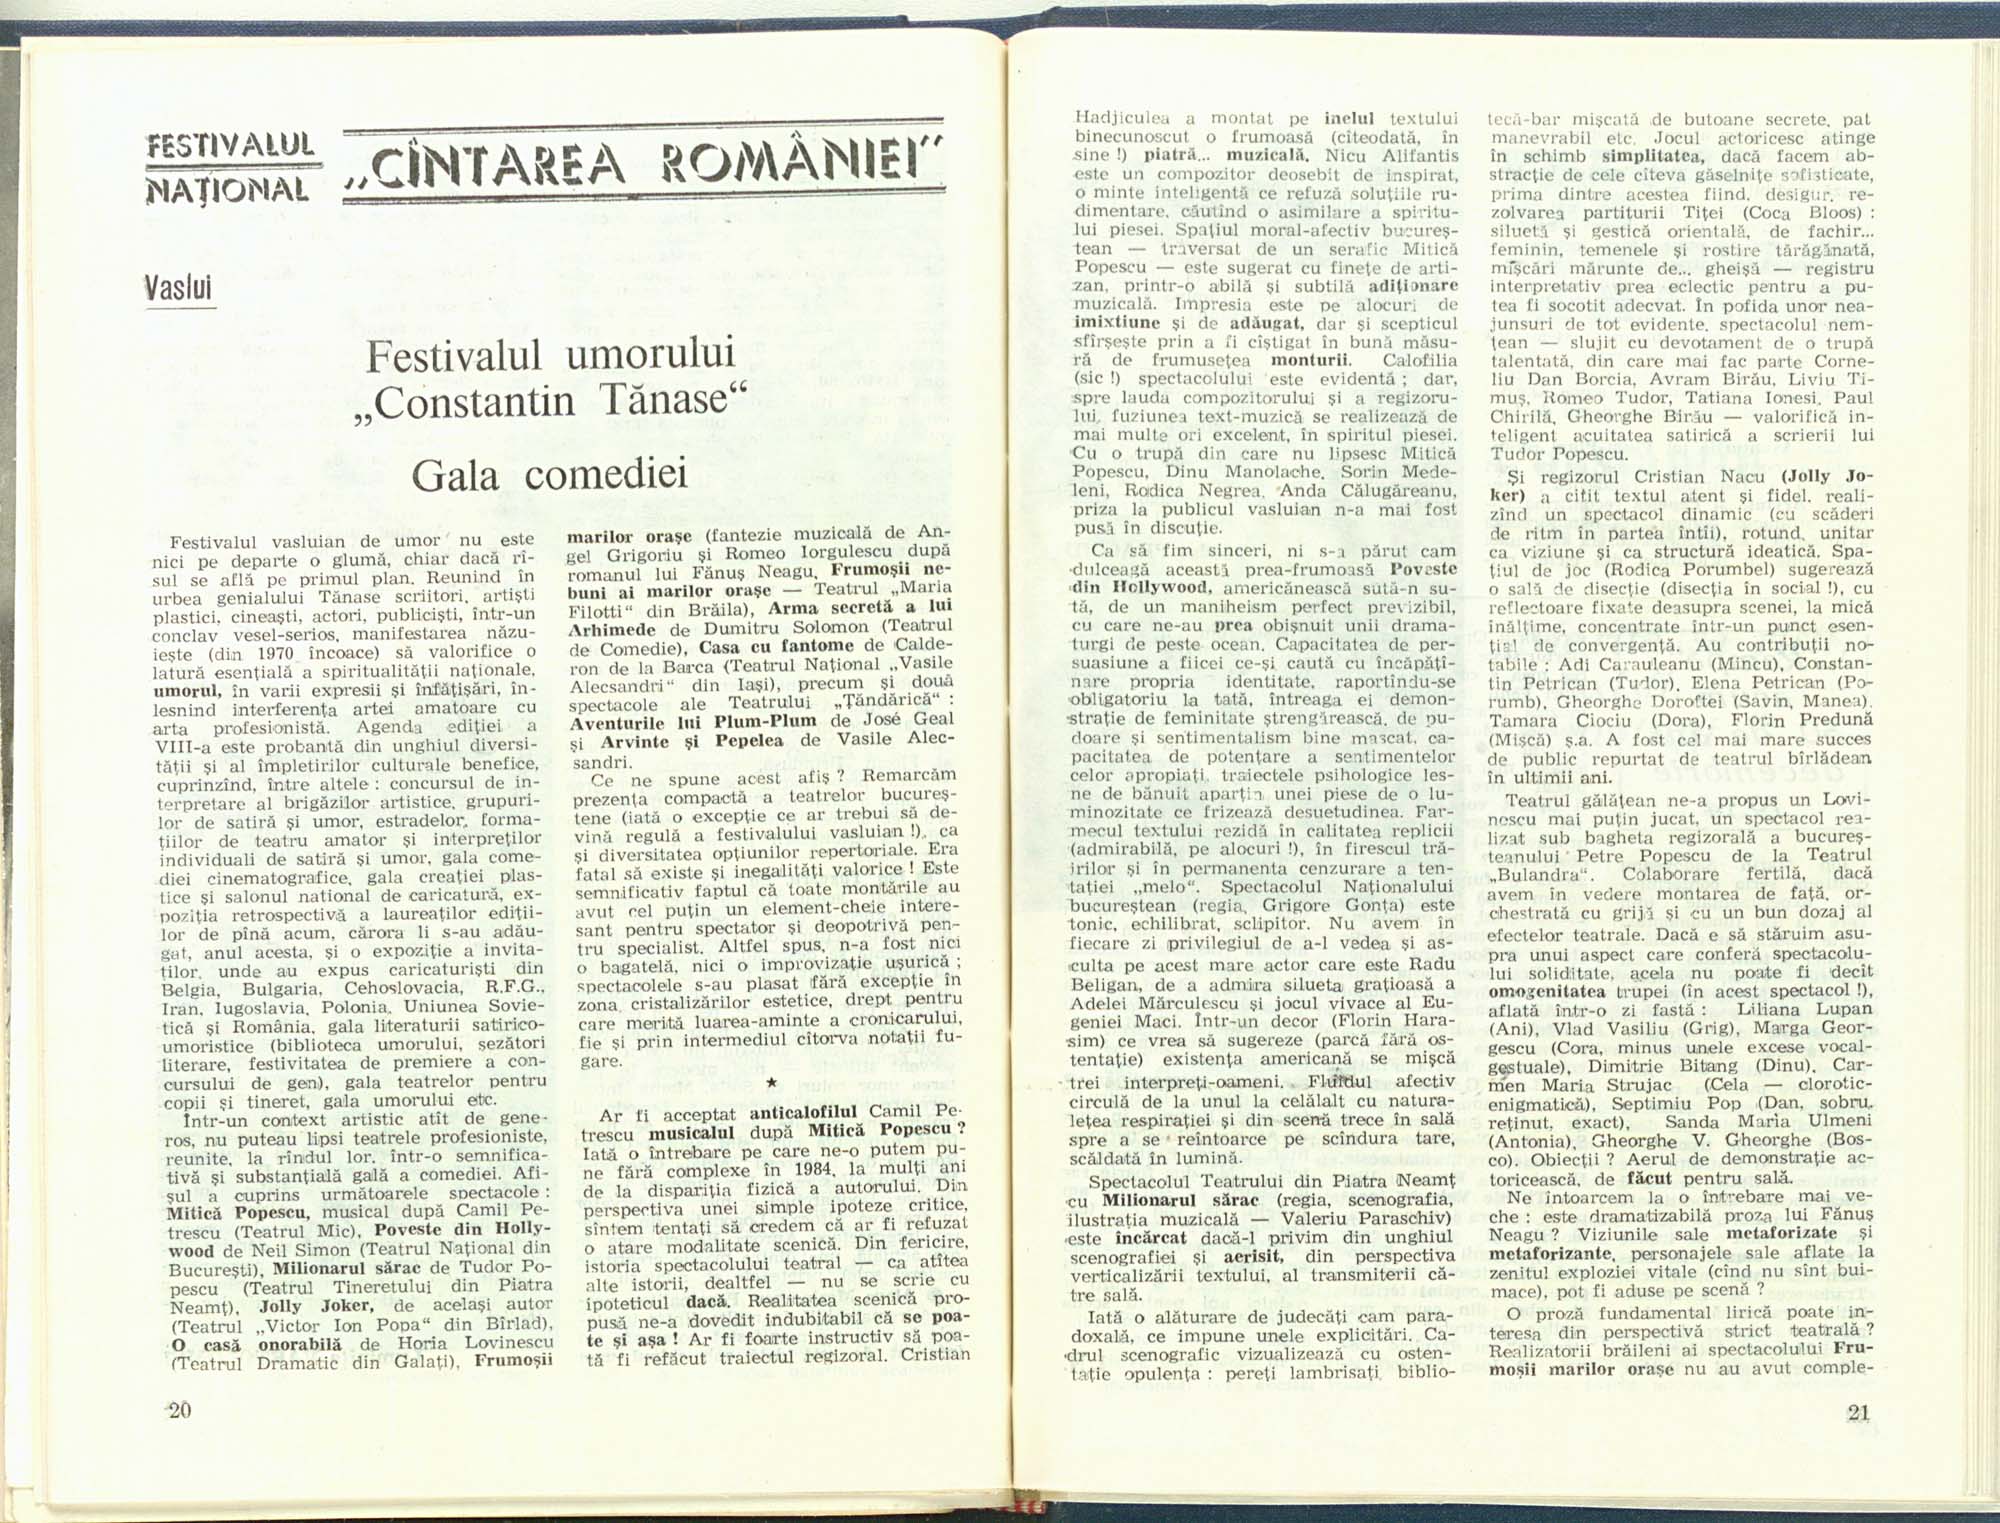 FESTIVALUL
NAȚIONAL
„CÎNTAREA ROMÂNIEI”
Vaslui
Festivalul umorului
„Constantin Tănase“
Gala comediei
Festivalul vasluian de umor nu este
nici pe departe o glumă, chiar dacă rî-
sul se află pe primul plan. Reunind în
urbea genialului Tănase scriitori, artiști
plastici, cineaști, actori, publiciști, într-un
conclav vesel-serios, manifestarea năzu-
iește (din 1970 încoace) să valorifice o
latură esențială a spiritualității naționale,
umorul, în varii expresii și înfățișări, în-
lesnind interferența artei amatoare cu
arta profesionistă. Agenda ediției a
VIII-a este probantă din unghiul diversi-
tății și al împletirilor culturale benefice,
cuprinzînd, între altele : concursul de in-
terpretare al brigăzilor artistice, grupuri-
lor de satiră și umor, estradelor, forma-
țiilor de teatru amator și interpreților
individuali de satiră și umor, gala come-
diei cinematografice, gala creației plas-
tice și salonul național de caricatură, ex-
poziția retrospectivă a laureaților ediții-
lor de pînă acum, cărora li s-au adău-
gat, anul acesta, și o expoziție a invita-
ților, unde au expus caricaturiști din
Belgia, Bulgaria, Cehoslovacia, R.F.G.,
Iran, Iugoslavia, Polonia, Uniunea Sovie-
tică și România, gala literaturii satirico-
umoristice (biblioteca umorului, șezători
literare, festivitatea de premiere a con-
cursului de gen), gala teatrelor pentru
copii și tineret, gala umorului etc.
Într-un context artistic atît de gene-
ros, nu puteau lipsi teatrele profesioniste,
reunite, la rîndul lor, într-o semnifica-
tivă și substanțială gală a comediei. Afi-
șul a cuprins următoarele spectacole :
Mitică Popescu, musical după Camil Pe-
trescu (Teatrul Mic), Poveste din Holly-
wood de Neil Simon (Teatrul Național din
București), Milionarul sărac de Tudor Po-
pescu (Teatrul Tineretului din Piatra
Neamț), Jolly Joker, de același autor
(Teatrul „Victor Ion Popa“ din Bîrlad),
O casă onorabilă de Horia Lovinescu
(Teatrul Dramatic din Galați), Frumoșii
marilor orașe (fantezie muzicală de An-
gel Grigoriu și Romeo Iorgulescu după
romanul lui Fănuș Neagu, Frumoșii ne-
buni ai marilor orașe — Teatrul „Maria
Filotti“ din Brăila), Arma secretă a lui
Arhimede de Dumitru Solomon (Teatrul
de Comedie), Casa cu fantome de Calde-
ron de la Barca (Teatrul Național „Vasile
Alecsandri“ din Iași), precum și două
spectacole ale Teatrului „Țăndărică“ :
Aventurile lui Plum-Plum de José Geal
și Arvinte și Pepelea de Vasile Alec-
sandri.
Ce ne spune acest afiș ? Remarcăm
prezența compactă a teatrelor bucureș-
tene (iată o excepție ce ar trebui să de-
vină regulă a festivalului vasluian !), ca
și diversitatea opțiunilor repertoriale. Era
fatal să existe și inegalități valorice ! Este
semnificativ faptul că toate montările au
avut cel puțin un element-cheie intere-
sant pentru spectator și deopotrivă pen-
tru specialist. Altfel spus, n-a fost nici
o bagatelă, nici o improvizație ușurică ;
spectacolele s-au plasat fără excepție în
zona cristalizărilor estetice, drept pentru
care merită luarea-aminte a cronicarului,
fie și prin intermediul cîtorva notații fu-
gare.
★
Ar fi acceptat anticalofilul Camil Pe-
trescu musicalul după Mitică Popescu ?
Iată o întrebare pe care ne-o putem pu-
ne fără complexe în 1984, la mulți ani
de la dispariția fizică a autorului. Din
perspectiva unei simple ipoteze critice,
sîntem tentați să credem că ar fi refuzat
o atare modalitate scenică. Din fericire,
istoria spectacolului teatral — ca atîtea
alte istorii, dealtfel — nu se scrie cu
ipoteticul dacă. Realitatea scenică pro-
pusă ne-a dovedit indubitabil că se poa-
te și așa ! Ar fi foarte instructiv să poa-
tă fi refăcut traiectul regizoral. Cristian
20
Hadjiculea a montat pe inelul textului
binecunoscut o frumoasă (cîteodată, în
sine !) piatră... muzicală. Nicu Alifantis
este un compozitor deosebit de inspirat,
o minte inteligentă ce refuză soluțiile ru-
dimentare, căutînd o asimilare a spiritu-
lui piesei. Spațiul moral-afectiv bucureș-
tean — traversat de un serafic Mitică
Popescu — este sugerat cu finețe de arti-
zan, printr-o abilă și subtilă adiționare
muzicală. Impresia este pe alocuri de
imixtiune și de adăugat, dar și scepticul
sfîrșește prin a fi cîștigat în bună măsu-
ră de frumusețea monturii. Calofilia
(sic !) spectacolului este evidentă ; dar,
spre lauda compozitorului și a regizoru-
lui, fuziunea text-muzică se realizează de
mai multe ori excelent, în spiritul piesei.
Cu o trupă din care nu lipsesc Mitică
Popescu, Dinu Manolache, Sorin Mede-
leni, Rodica Negrea, Anda Călugăreanu,
priza la publicul vasluian n-a mai fost
pusă în discuție.
Ca să fim sinceri, ni s-a părut cam
dulceagă această prea-frumoasă Poveste
din Hollywood, americănească sută-n su-
tă, de un maniheism perfect previzibil,
cu care ne-au prea obișnuit unii drama-
turgi de peste ocean. Capacitatea de per-
suasiune a fiicei ce-și caută cu încăpățî-
nare propria identitate, raportîndu-se
obligatoriu la tată, întreaga ei demon-
strație de feminitate ștrengărească, de pu-
doare și sentimentalism bine mascat, ca-
pacitatea de potențare a sentimentelor
celor apropiați, traiectele psihologice les-
ne de bănuit aparțin unei piese de o lu-
minozitate ce frizează desuetudinea. Far-
mecul textului rezidă în calitatea replicii
(admirabilă, pe alocuri !), în firescul tră-
irilor și în permanenta cenzurare a ten-
tației „melo“. Spectacolul Naționalului
bucureștean (regia, Grigore Gonța) este
tonic, echilibrat, sclipitor. Nu avem în
fiecare zi privilegiul de a-l vedea și as-
culta pe acest mare actor care este Radu
Beligan, de a admira silueta grațioasă a
Adelei Mărculescu și jocul vivace al Eu-
geniei Maci. Într-un decor (Florin Hara-
sim) ce vrea să sugereze (parcă fără os-
tentație) existența americană se mișcă
trei interpreți-oameni. Fluidul afectiv
circulă de la unul la celălalt cu natura-
lețea respirației și din scenă trece în sală
spre a se reîntoarce pe scîndura tare,
scăldată în lumină.
Spectacolul Teatrului din Piatra Neamț
cu Milionarul sărac (regia, scenografia,
ilustrația muzicală — Valeriu Paraschiv)
este încărcat dacă-l privim din unghiul
scenografiei și aerisit, din perspectiva
verticalizării textului, al transmiterii că-
tre sală.
Iată o alăturare de judecăți cam para-
doxală, ce impune unele explicitări. Ca-
drul scenografic vizualizează cu osten-
tație opulența : pereți lambrisați, biblio-
tecă-bar mișcată de butoane secrete, pat
manevrabil etc. Jocul actoricesc atinge
în schimb simplitatea, dacă facem ab-
stracție de cele cîteva găselnițe sofisticate,
prima dintre acestea fiind, desigur, re-
zolvarea partiturii Tiței (Coca Bloos) :
siluetă și gestică orientală, de fachir...
feminin, temenele și rostire tărăgănată,
mișcări mărunte de... gheișă — registru
interpretativ prea eclectic pentru a pu-
tea fi socotit adecvat. În pofida unor nea-
junsuri de tot evidente, spectacolul nem-
țean — slujit cu devotament de o trupă
talentată, din care mai fac parte Corne-
liu Dan Borcia, Avram Birău, Liviu Ti-
muș, Romeo Tudor, Tatiana Ionesi, Paul
Chirilă, Gheorghe Birău — valorifică in-
teligent acuitatea satirică a scrierii lui
Tudor Popescu.
Și regizorul Cristian Nacu (Jolly Jo-
ker) a citit textul atent și fidel, reali-
zînd un spectacol dinamic (cu scăderi
de ritm în partea întîi), rotund, unitar
ca viziune și ca structură ideatică. Spa-
țiul de joc (Rodica Porumbel) sugerează
o sală de disecție (disecția în social !), cu
reflectoare fixate deasupra scenei, la mică
înălțime, concentrate într-un punct esen-
țial de convergență. Au contribuții no-
tabile : Adi Carauleanu (Mincu), Constan-
tin Petrican (Tudor), Elena Petrican (Po-
rumb), Gheorghe Doroftei (Savin, Manea),
Tamara Ciociu (Dora), Florin Predună
(Mișcă) ș.a. A fost cel mai mare succes
de public repurtat de teatrul bîrlădean
în ultimii ani.
Teatrul gălățean ne-a propus un Lovi-
nescu mai puțin jucat, un spectacol rea-
lizat sub bagheta regizorală a bucureș-
teanului Petre Popescu de la Teatrul
„Bulandra“. Colaborare fertilă, dacă
avem în vedere montarea de față, or-
chestrată cu grijă și cu un bun dozaj al
efectelor teatrale. Dacă e să stăruim asu-
pra unui aspect care conferă spectacolu-
lui soliditate, acela nu poate fi decît
omogenitatea trupei (în acest spectacol !),
aflată într-o zi fastă : Liliana Lupan
(Ani), Vlad Vasiliu (Grig), Marga Geor-
gescu (Cora, minus unele excese vocal-
gestuale), Dimitrie Bitang (Dinu), Car-
men Maria Strujac (Cela — clorotic-
enigmatică), Septimiu Pop (Dan, sobru,
reținut, exact), Sanda Maria Ulmeni
(Antonia), Gheorghe V. Gheorghe (Bos-
co). Obiecții ? Aerul de demonstrație ac-
toricească, de făcut pentru sală.
Ne întoarcem la o întrebare mai ve-
che : este dramatizabilă proza lui Fănuș
Neagu ? Viziunile sale metaforizate și
metaforizante, personajele sale aflate la
zenitul exploziei vitale (cînd nu sînt bui-
mace), pot fi aduse pe scenă ?
O proză fundamental lirică poate in-
teresa din perspectivă strict teatrală ?
Realizatorii brăileni ai spectacolului Fru-
moșii marilor orașe nu au avut comple-
21